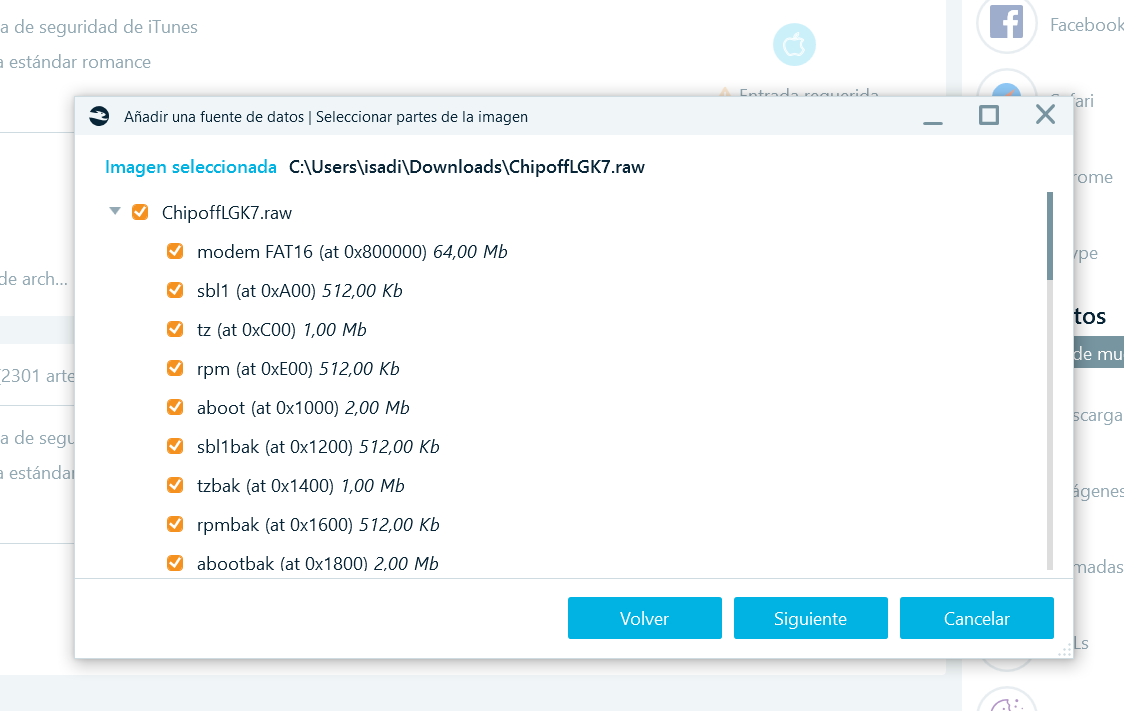 a de seguridad de iTunes
a estándar romance
Facebook
Entrada requerida
Añadir una fuente de datos | Seleccionar partes de la imagen
Imagen seleccionada C:\Users\isadi\Downloads\ChipoffLGK7.raw
ChipoffLGK7.raw
modem FAT16 (at 0x800000) 64,00 Mb
sbl1 (at 0xA00) 512,00 Kb
tz (at 0xC00) 1,00 Mb
rpm (at 0xE00) 512,00 Kb
aboot (at 0x1000) 2,00 Mb
sbl1bak (at 0x1200) 512,00 Kb
tzbak (at 0x1400) 1,00 Mb
rpmbak (at 0x1600) 512,00 Kb
abootbak (at 0x1800) 2,00 Mb
Volver
Siguiente
Cancelar
de arch...
(2301 arte
a de segu
a estándar
ari
rome
ype
tos
de mu
scarga
ágenes
madas
Ls